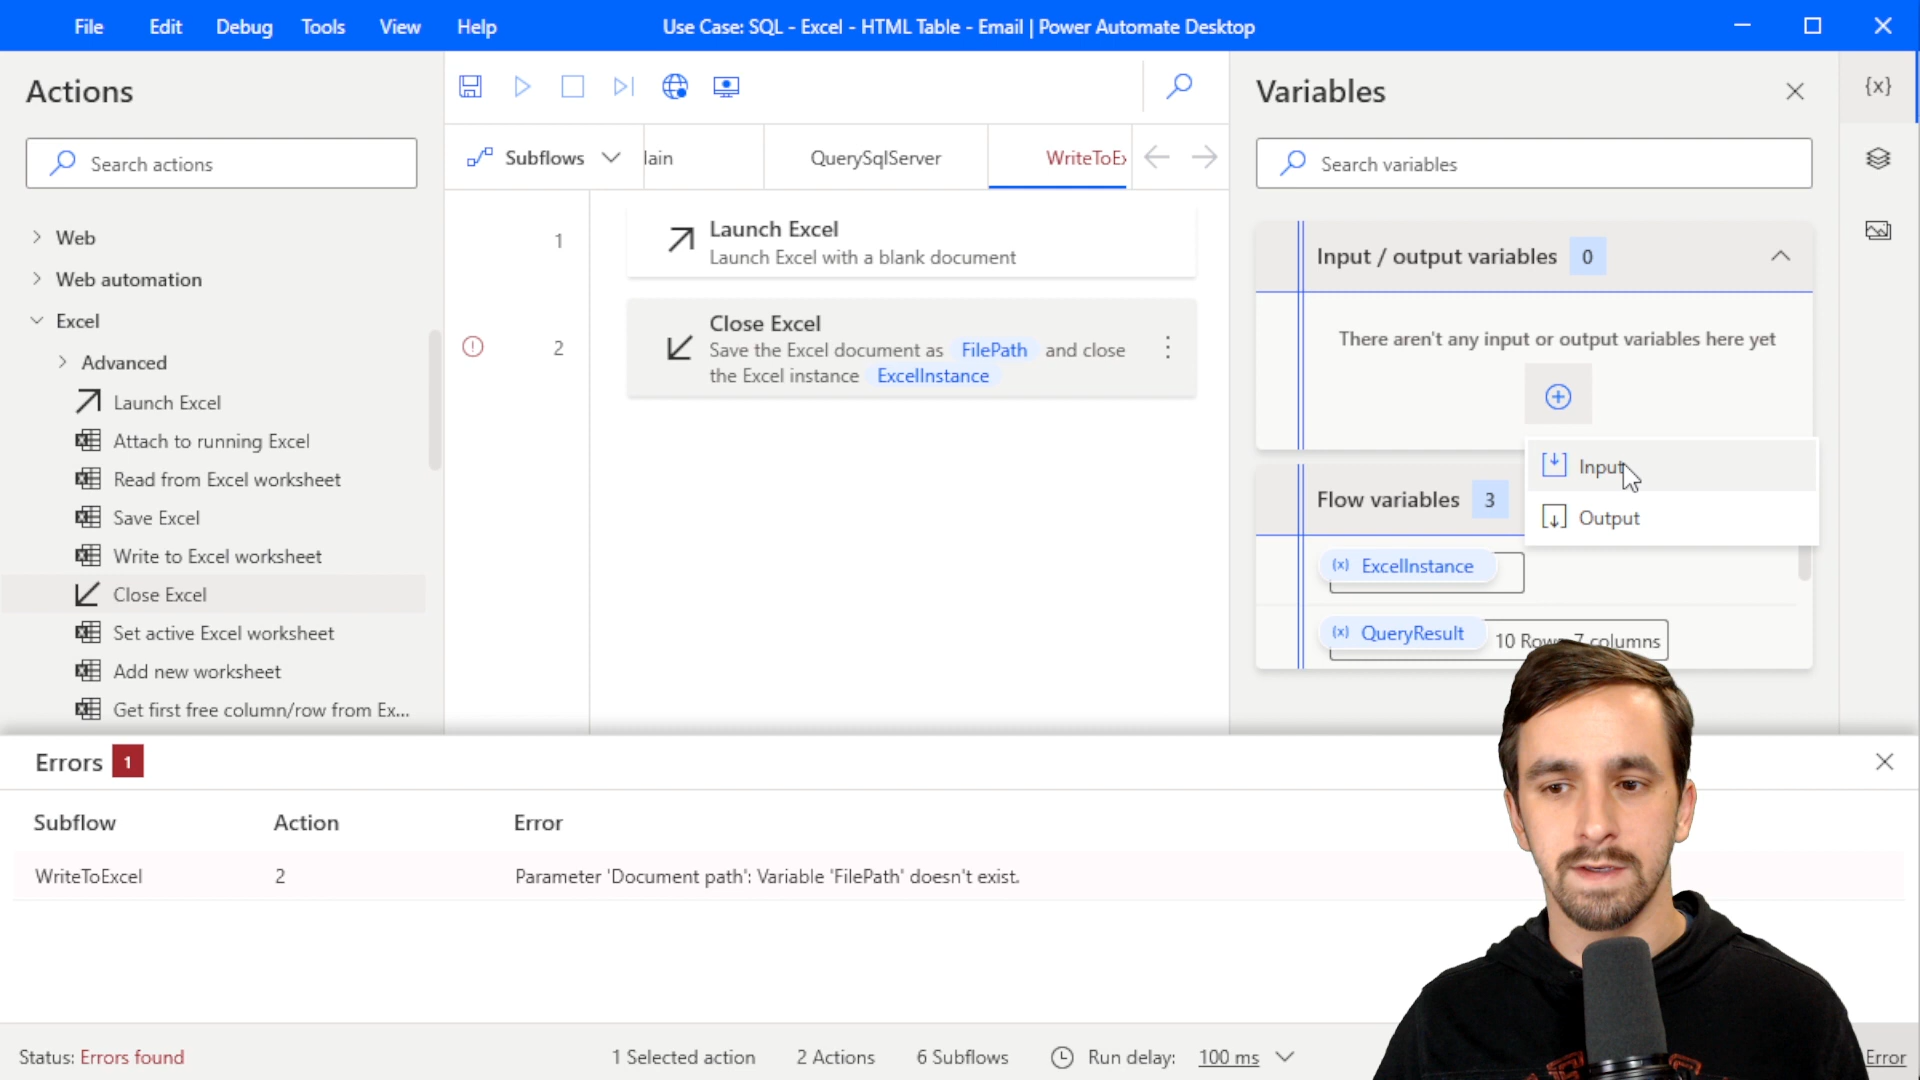 File Edit Debug Tools View Help Use Case: SQL - Excel - HTML Table - Email | Power Automate Desktop
Actions
Search actions
Web
Web automation
Excel
Advanced
Launch Excel
Attach to running Excel
Read from Excel worksheet
Save Excel
Write to Excel worksheet
Close Excel
Set active Excel worksheet
Add new worksheet
Get first free column/row from Ex...
Subflows
QuerySqlServer
WriteToEx
1
Launch Excel
Launch Excel with a blank document
2
Close Excel
Save the Excel document as FilePath and close
the Excel instance ExcelInstance
Variables
{x}
Search variables
Input / output variables 0
There aren't any input or output variables here yet
Input
Output
Flow variables 3
(x) ExcelInstance
(x) QueryResult 10 Rows, 7 columns
Errors 1
Subflow Action Error
WriteToExcel 2 Parameter 'Document path': Variable 'FilePath' doesn't exist.
Status: Errors found 1 Selected action 2 Actions 6 Subflows Run delay: 100 ms Error